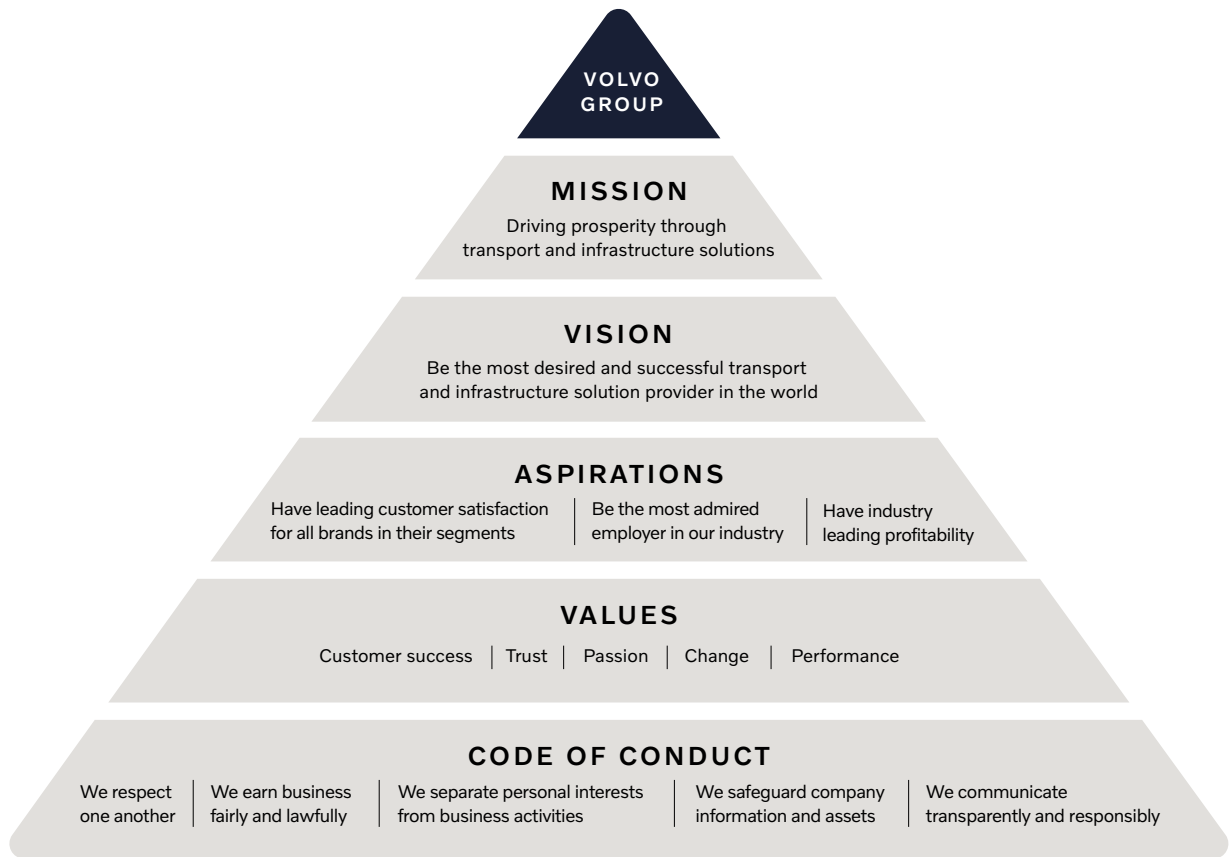 VOLVO
GROUP
MISSION
Driving prosperity through
transport and infrastructure solutions
VISION
Be the most desired and successful transport
and infrastructure solution provider in the world
ASPIRATIONS
Have leading customer satisfaction
for all brands in their segments
Be the most admired
employer in our industry
Have industry
leading profitability
VALUES
Customer success | Trust | Passion | Change | Performance
CODE OF CONDUCT
We respect
one another
We earn business
fairly and lawfully
We separate personal interests
from business activities
We safeguard company
information and assets
We communicate
transparently and responsibly